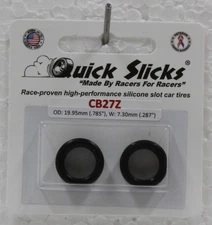 Quick Slicks
"Made By Racers For Racers"
Race-proven high-performance silicone slot car tires
CB27Z
OD: 19.95mm (.785"), W: 7.30mm (.287")